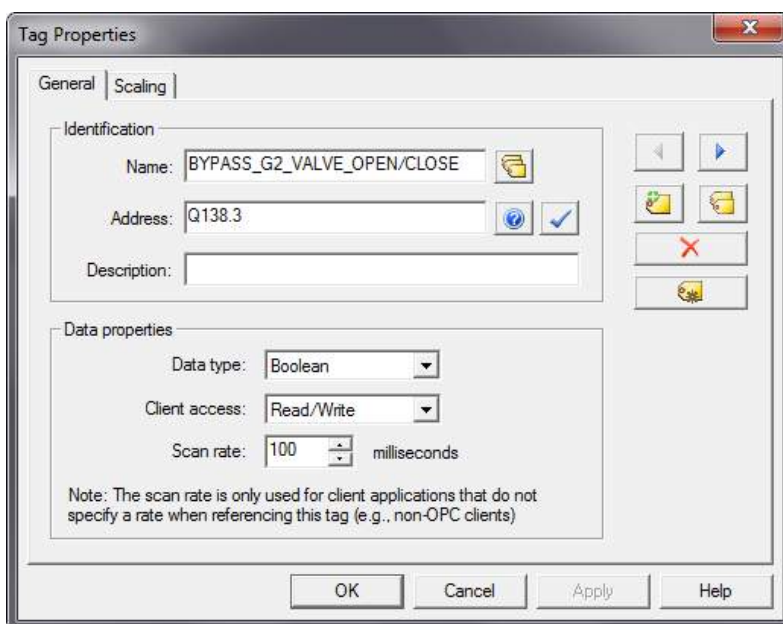 Tag Properties
General
Scaling
Identification
Name: BYPASS_G2_VALVE_OPEN/CLOSE
Address: Q138.3
Description:
Data properties
Data type: Boolean
Client access: Read/Write
Scan rate: 100 milliseconds
Note: The scan rate is only used for client applications that do not
specify a rate when referencing this tag (e.g., non-OPC clients)
OK
Cancel
Apply
Help